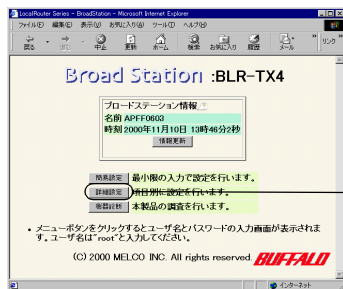 LocalRouter Series - BroadStation - Microsoft Internet Explorer
ファイル(F) 編集(E) 表示(V) お気に入り(A) ツール(T) ヘルプ(H)
戻る 進む 中止 更新 ホーム 検索 お気に入り 履歴 メール リンク
Broad Station :BLR-TX4
ブロードステーション情報
名前 APFF0603
時刻 2000年11月10日 13時46分2秒
情報更新
簡易設定 最小限の入力で設定を行います。
詳細設定 項目別に設定を行います。
機器診断 本製品の調査を行います。
• メニューボタンをクリックするとユーザ名とパスワードの入力画面が表示されま
す。ユーザ名は"root"と入力してください。
(C) 2000 MELCO INC. All rights reserved. BUFFALO
インターネット